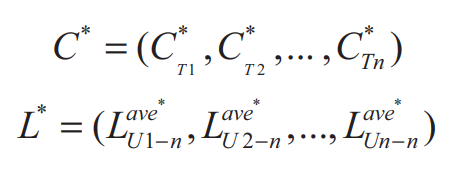 C* = (C*_{T1}, C*_{T2}, ..., C*_{Tn})
L* = (L^{ave*}_{U1-n}, L^{ave*}_{U2-n}, ..., L^{ave*}_{Un-n})